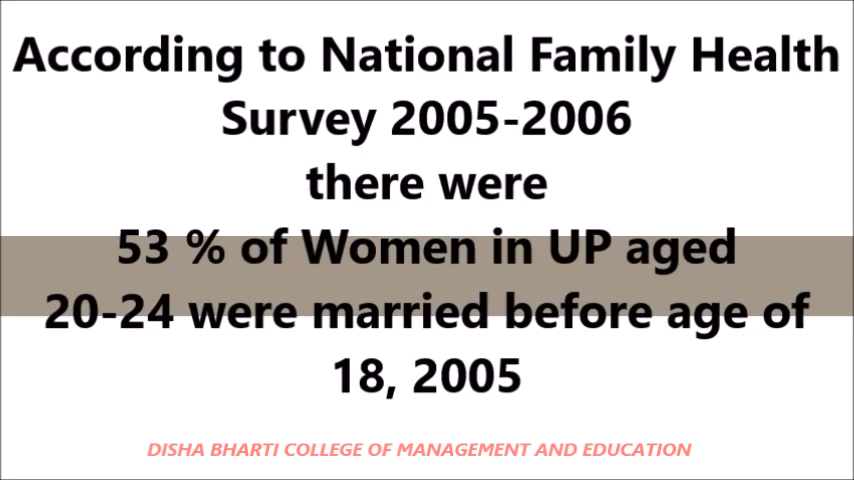 According to National Family Health
Survey 2005-2006
there were
53 % of Women in UP aged
20-24 were married before age of
18, 2005
DISHA BHARTI COLLEGE OF MANAGEMENT AND EDUCATION